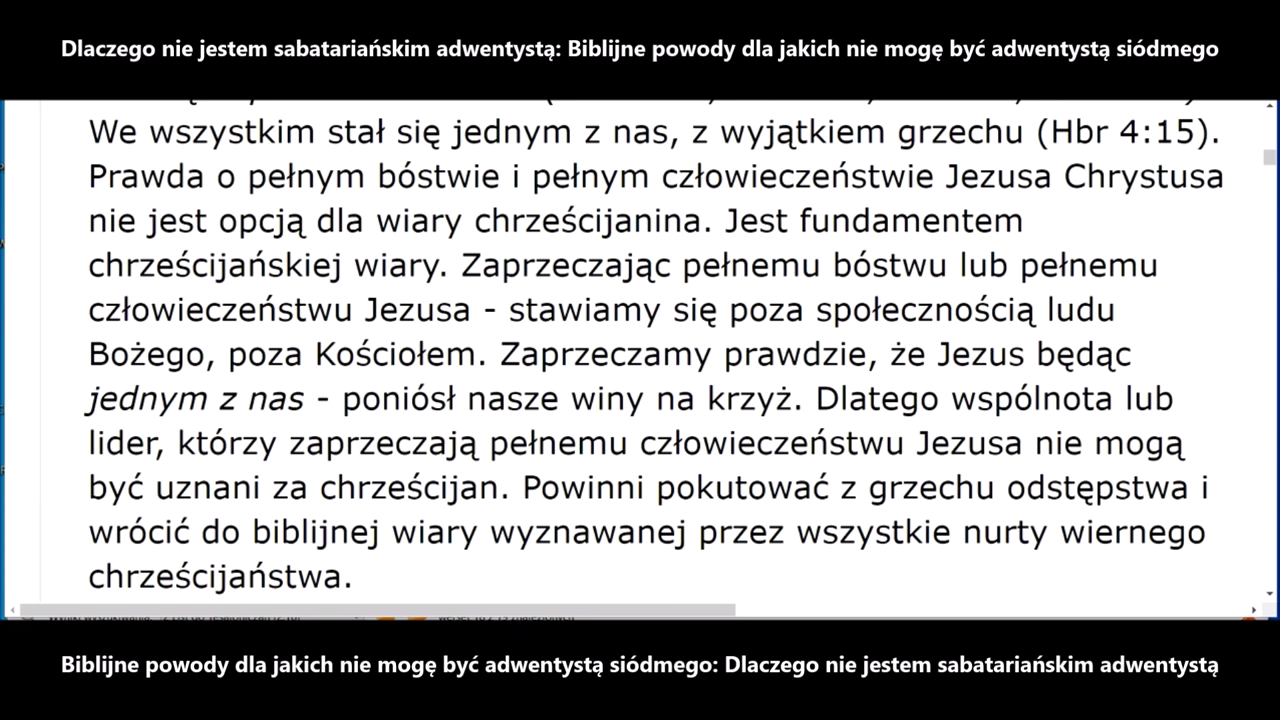 Dlaczego nie jestem sabatariańskim adwentystą: Biblijne powody dla jakich nie mogę być adwentystą siódmego
We wszystkim stał się jednym z nas, z wyjątkiem grzechu (Hbr 4:15).
Prawda o pełnym bóstwie i pełnym człowieczeństwie Jezusa Chrystusa
nie jest opcją dla wiary chrześcijanina. Jest fundamentem
chrześcijańskiej wiary. Zaprzeczając pełnemu bóstwu lub pełnemu
człowieczeństwu Jezusa - stawiamy się poza społecznością ludu
Bożego, poza Kościołem. Zaprzeczamy prawdzie, że Jezus będąc
jednym z nas - poniósł nasze winy na krzyż. Dlatego wspólnota lub
lider, którzy zaprzeczają pełnemu człowieczeństwu Jezusa nie mogą
być uznani za chrześcijan. Powinni pokutować z grzechu odstępstwa i
wrócić do biblijnej wiary wyznawanej przez wszystkie nurty wiernego
chrześcijaństwa.
Biblijne powody dla jakich nie mogę być adwentystą siódmego: Dlaczego nie jestem sabatariańskim adwentystą